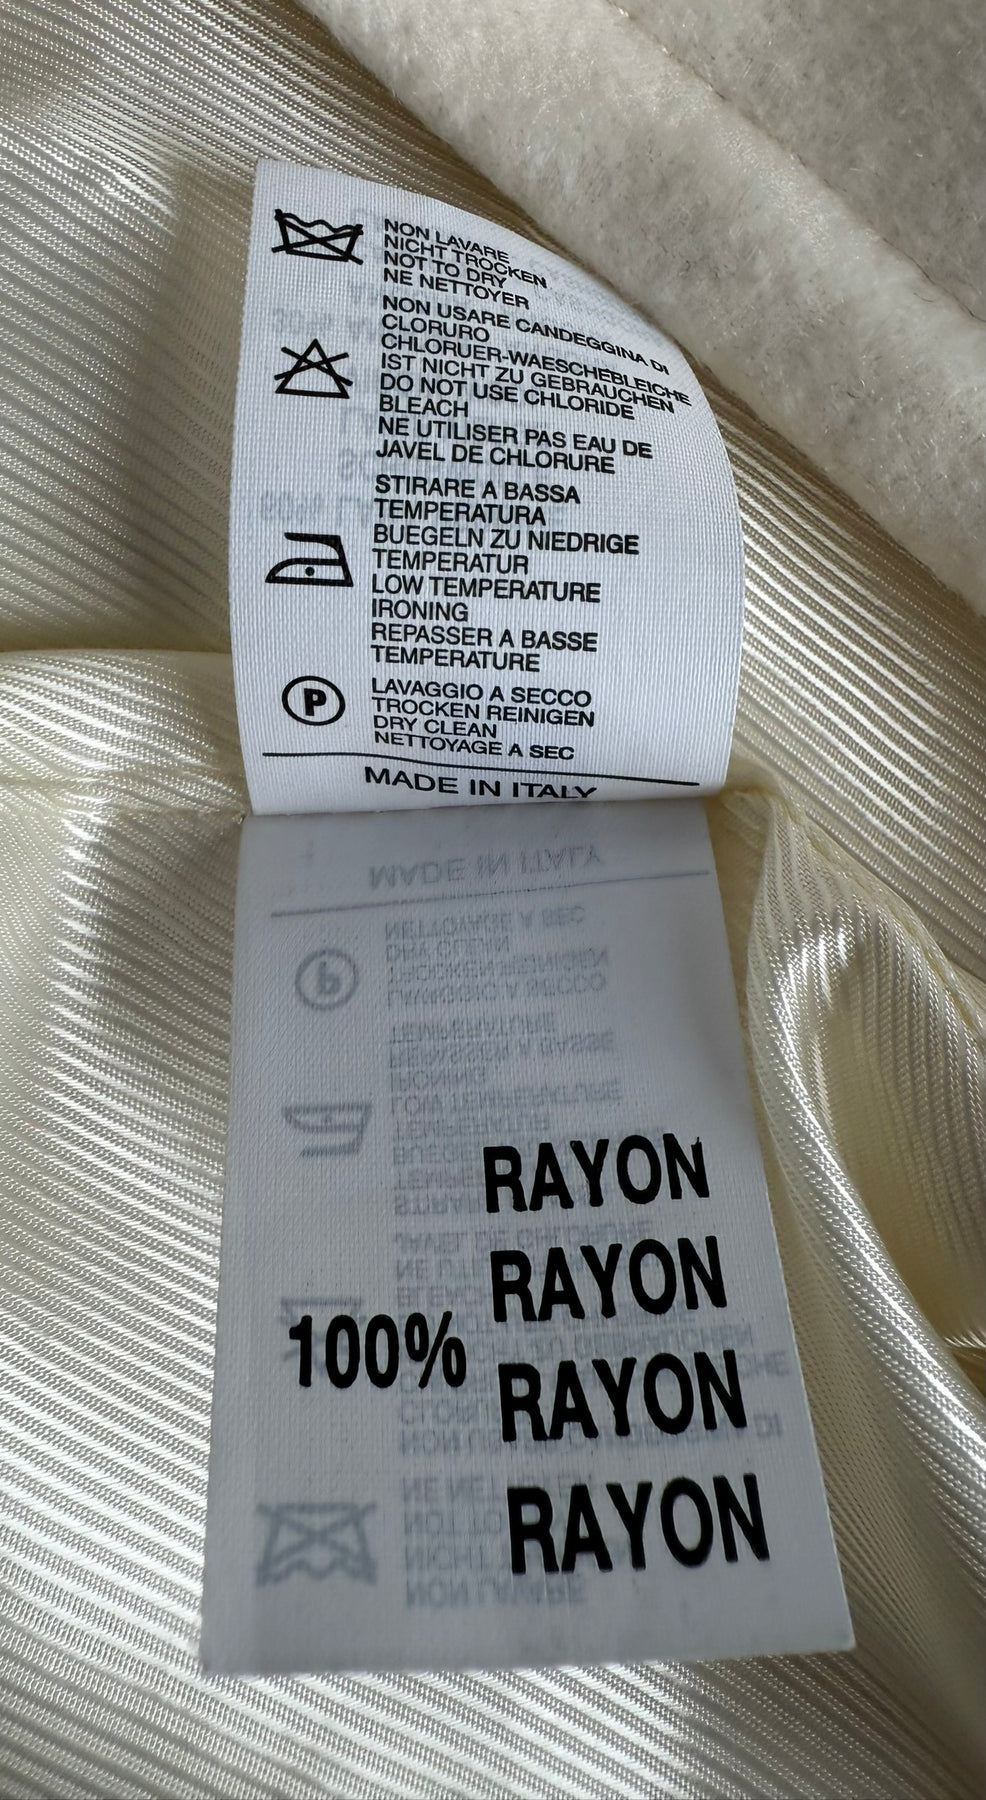 NON LAVARE
NICHT TROCKEN
NOT TO DRY
NE NETTOYER
NON USARE CANDEGGINA DI
CLORURO
CHLORUER-WAESCHEBLEICHE
IST NICHT ZU GEBRAUCHEN
DO NOT USE CHLORIDE
BLEACH
NE UTILISER PAS EAU DE
JAVEL DE CHLORURE
STIRARE A BASSA
TEMPERATURA
BUEGELN ZU NIEDRIGE
TEMPERATUR
LOW TEMPERATURE
IRONING
REPASSER A BASSE
TEMPERATURE
P
LAVAGGIO A SECCO
TROCKEN REINIGEN
DRY CLEAN
NETTOYAGE A SEC
MADE IN ITALY
RAYON
RAYON
100%
RAYON
RAYON